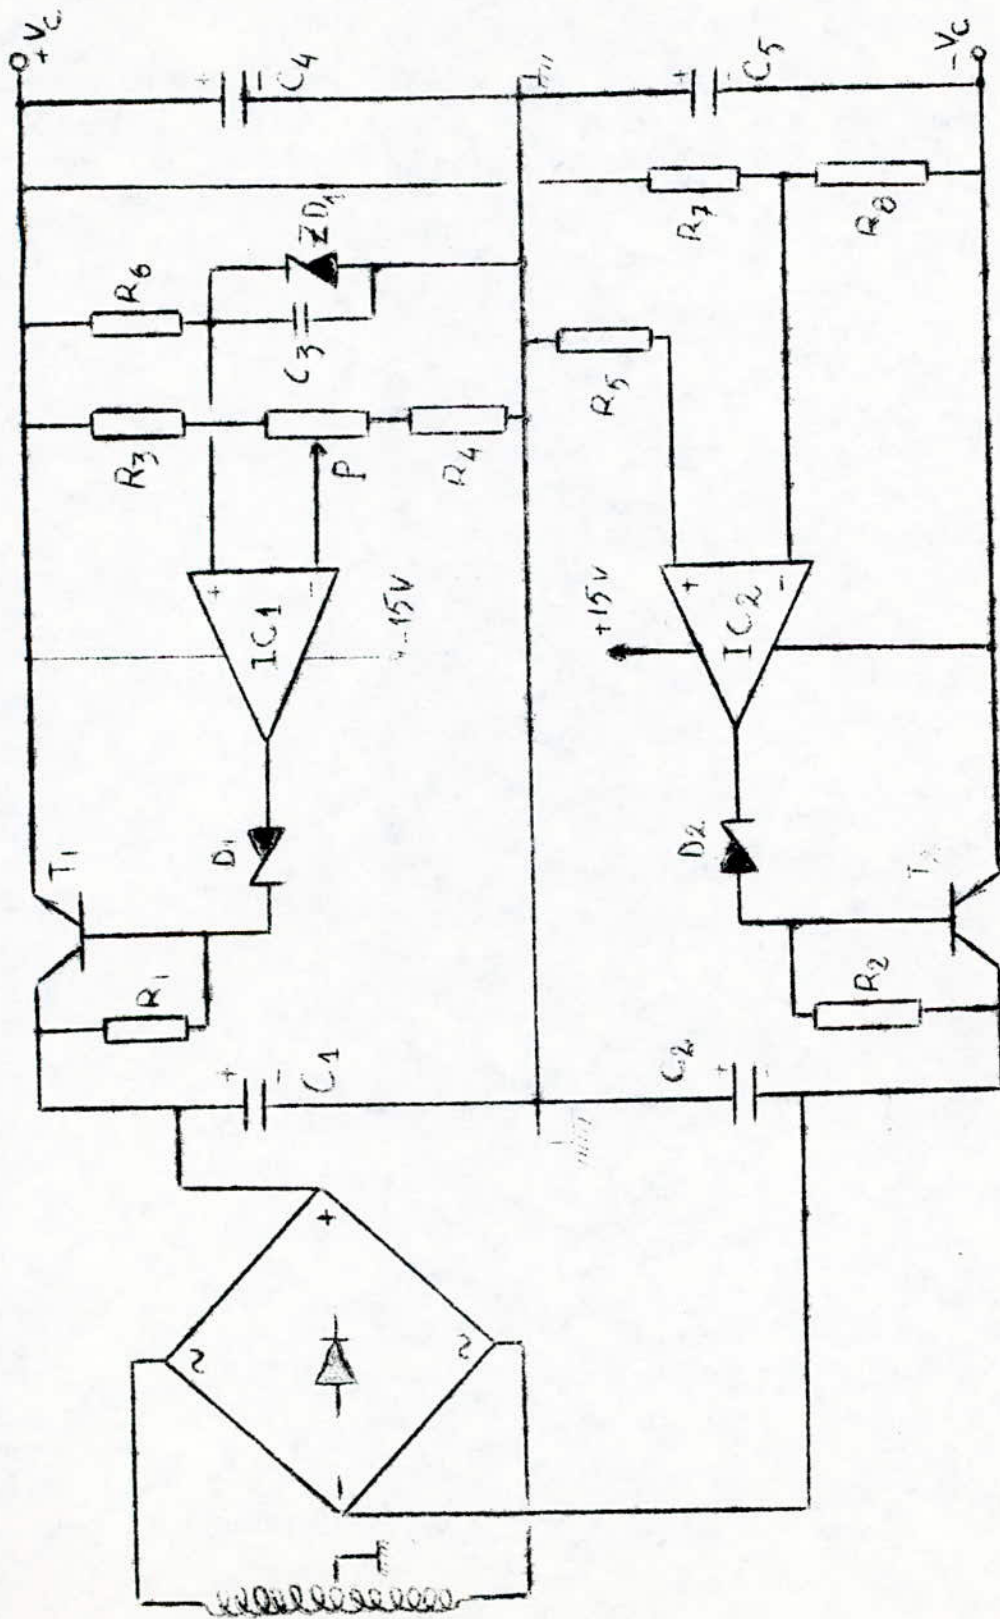 +Vc
C4
C5
-Vc
R6
ZD1
C3
R3
P
R4
R5
R7
R8
+
-
IC1
-15V
+15V
+
-
IC2
T1
D1
D2
T
R1
R2
+
-
C1
C2
+
-
+
-
~
~